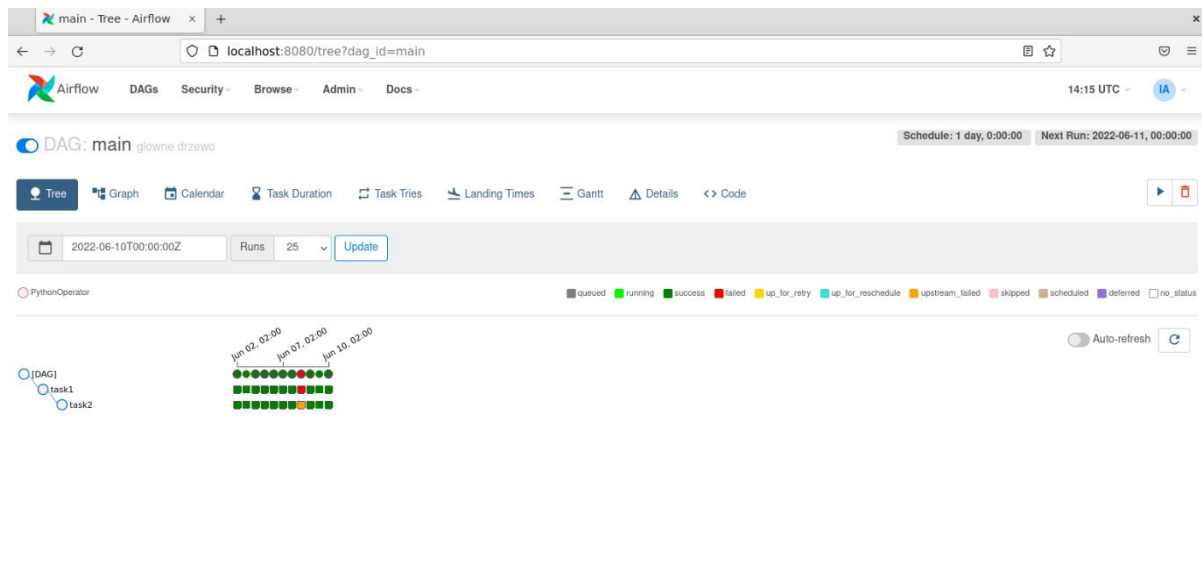 main - Tree - Airflow × +
localhost:8080/tree?dag_id=main
Airflow DAGs Security Browse Admin Docs 14:15 UTC IA
DAG: main glowne drzewo Schedule: 1 day, 0:00:00 Next Run: 2022-06-11, 00:00:00
Tree Graph Calendar Task Duration Task Tries Landing Times Gantt Details <> Code
2022-06-10T00:00:00Z Runs 25 Update
PythonOperator queued running success failed up_for_retry up_for_reschedule upstream_failed skipped scheduled deferred no_status
Jun 02, 02:00 Jun 07, 02:00 Jun 10, 02:00 Auto-refresh
[DAG]
task1
task2